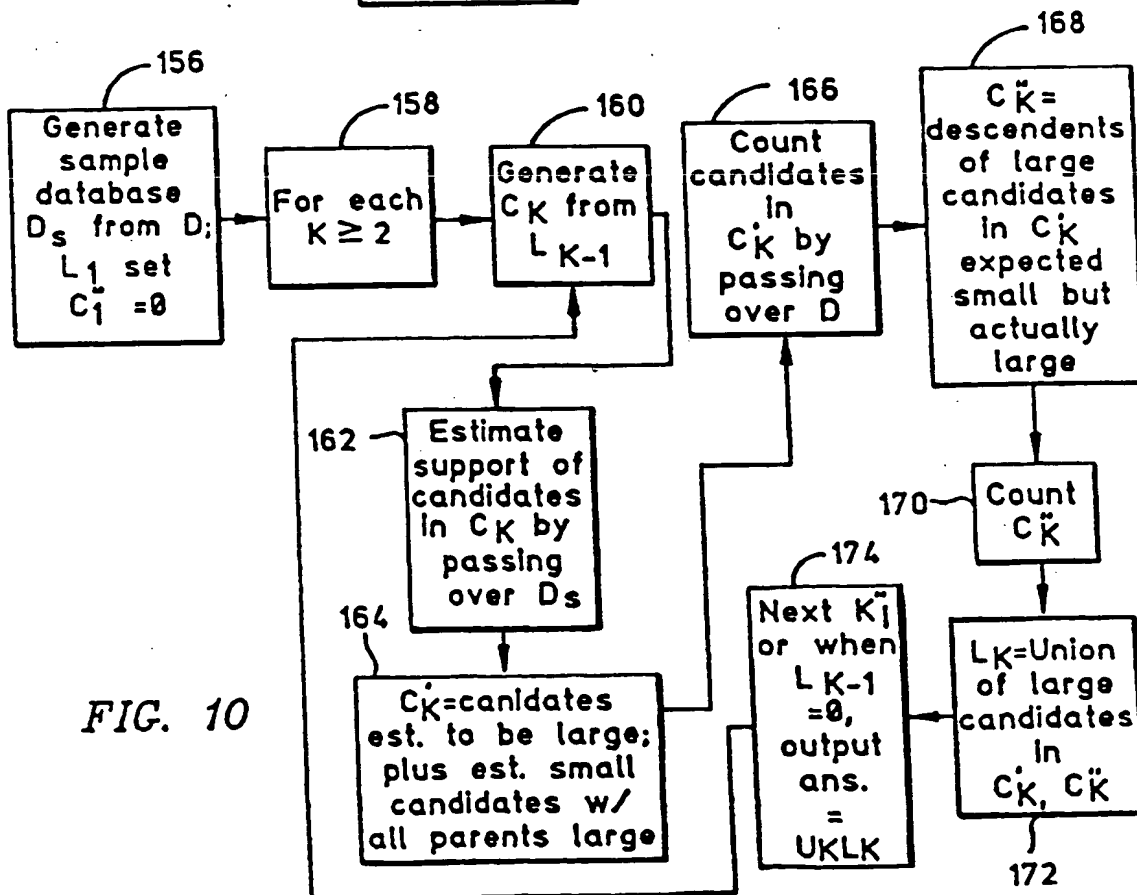 156
Generate
sample
database
Ds from D;
L1 set
C̈1 =0
158
For each
K ≥ 2
160
Generate
CK from
L K-1
162
Estimate
support of
candidates
in CK by
passing
over Ds
164
C'K=canidates
est. to be large;
plus est. small
candidates w/
all parents large
166
Count
candidates
in
C'K by
passing
over D
168
C̈K=
descendents
of large
candidates
in C'K
expected
small but
actually
large
170
Count
C̈K
172
LK=Union
of large
candidates
in
C'K, C̈K
174
Next K̈;
or when
L K-1
=0,
output
ans.
=
UKLK
FIG. 10